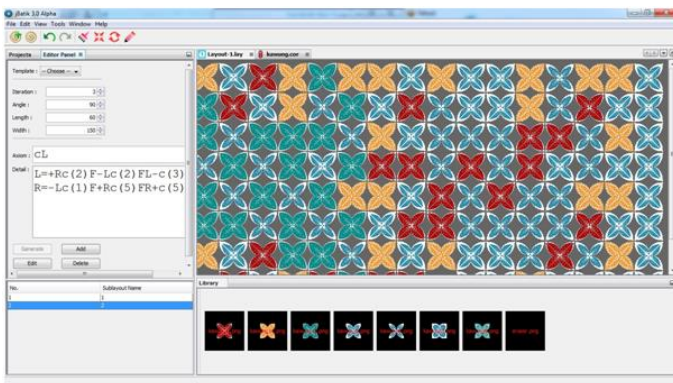 jBatik 3.0 Alpha
File Edit View Tools Window Help
Projects Editor Panel
Layout-1.lay kawung.cor
Template : -- Choose --
Iteration : 3
Angle : 90
Length : 60
Width : 150
Axiom : cL
Detail : L=+Rc(2)F-Lc(2)FL-c(3)
R=-Lc(1)F+Rc(5)FR+c(5)
Generate Add
Edit Delete
No. Sublayout Name
1 1
2 2
Library